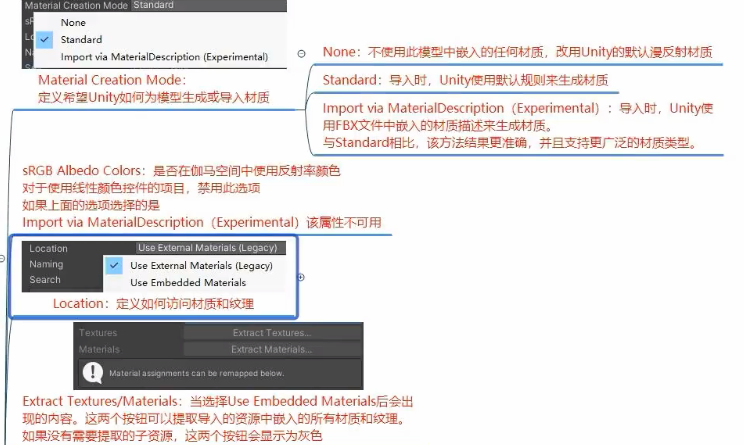 Material Creation Mode Standard
None
Standard
Import via MaterialDescription (Experimental)
Material Creation Mode:
定义希望Unity如何为模型生成或导入材质
None：不使用此模型中嵌入的任何材质，改用Unity的默认漫反射材质
Standard：导入时，Unity使用默认规则来生成材质
Import via MaterialDescription（Experimental）：导入时，Unity使
用FBX文件中嵌入的材质描述来生成材质。
与Standard相比，该方法结果更准确，并且支持更广泛的材质类型。
sRGB Albedo Colors：是否在伽马空间中使用反射率颜色
对于使用线性颜色控件的项目，禁用此选项
如果上面的选项选择的是
Import via MaterialDescription（Experimental）该属性不可用
Location Use External Materials (Legacy)
Naming Use External Materials (Legacy)
Search Use Embedded Materials
Location：定义如何访问材质和纹理
Textures Extract Textures...
Materials Extract Materials...
Material assignments can be remapped below.
Extract Textures/Materials：当选择Use Embedded Materials后会出
现的内容。这两个按钮可以提取导入的资源中嵌入的所有材质和纹理。
如果没有需要提取的子资源，这两个按钮会显示为灰色